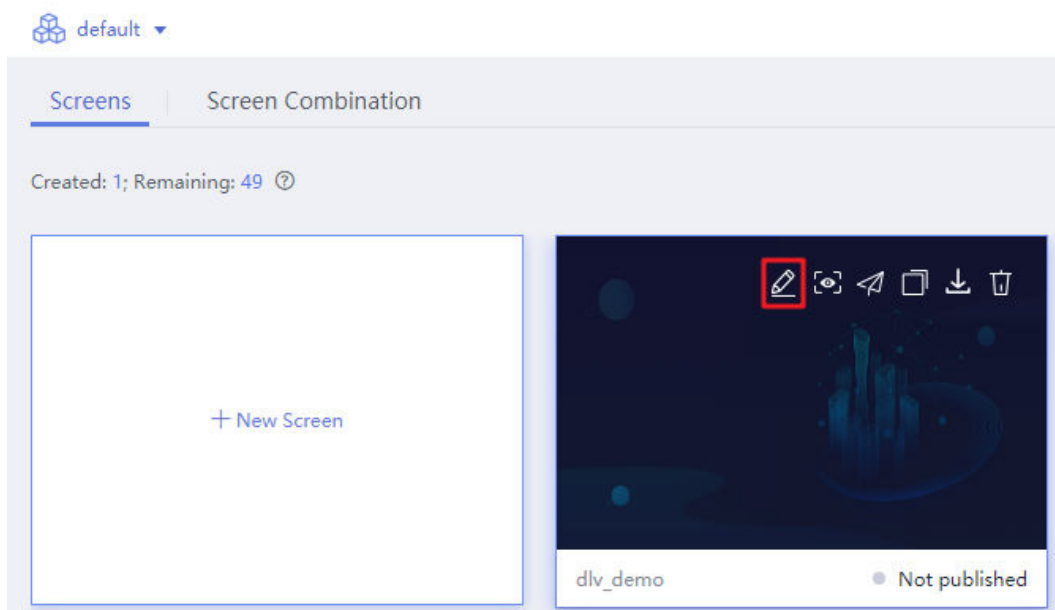 default
Screens
Screen Combination
Created: 1; Remaining: 49
+ New Screen
dlv_demo
Not published